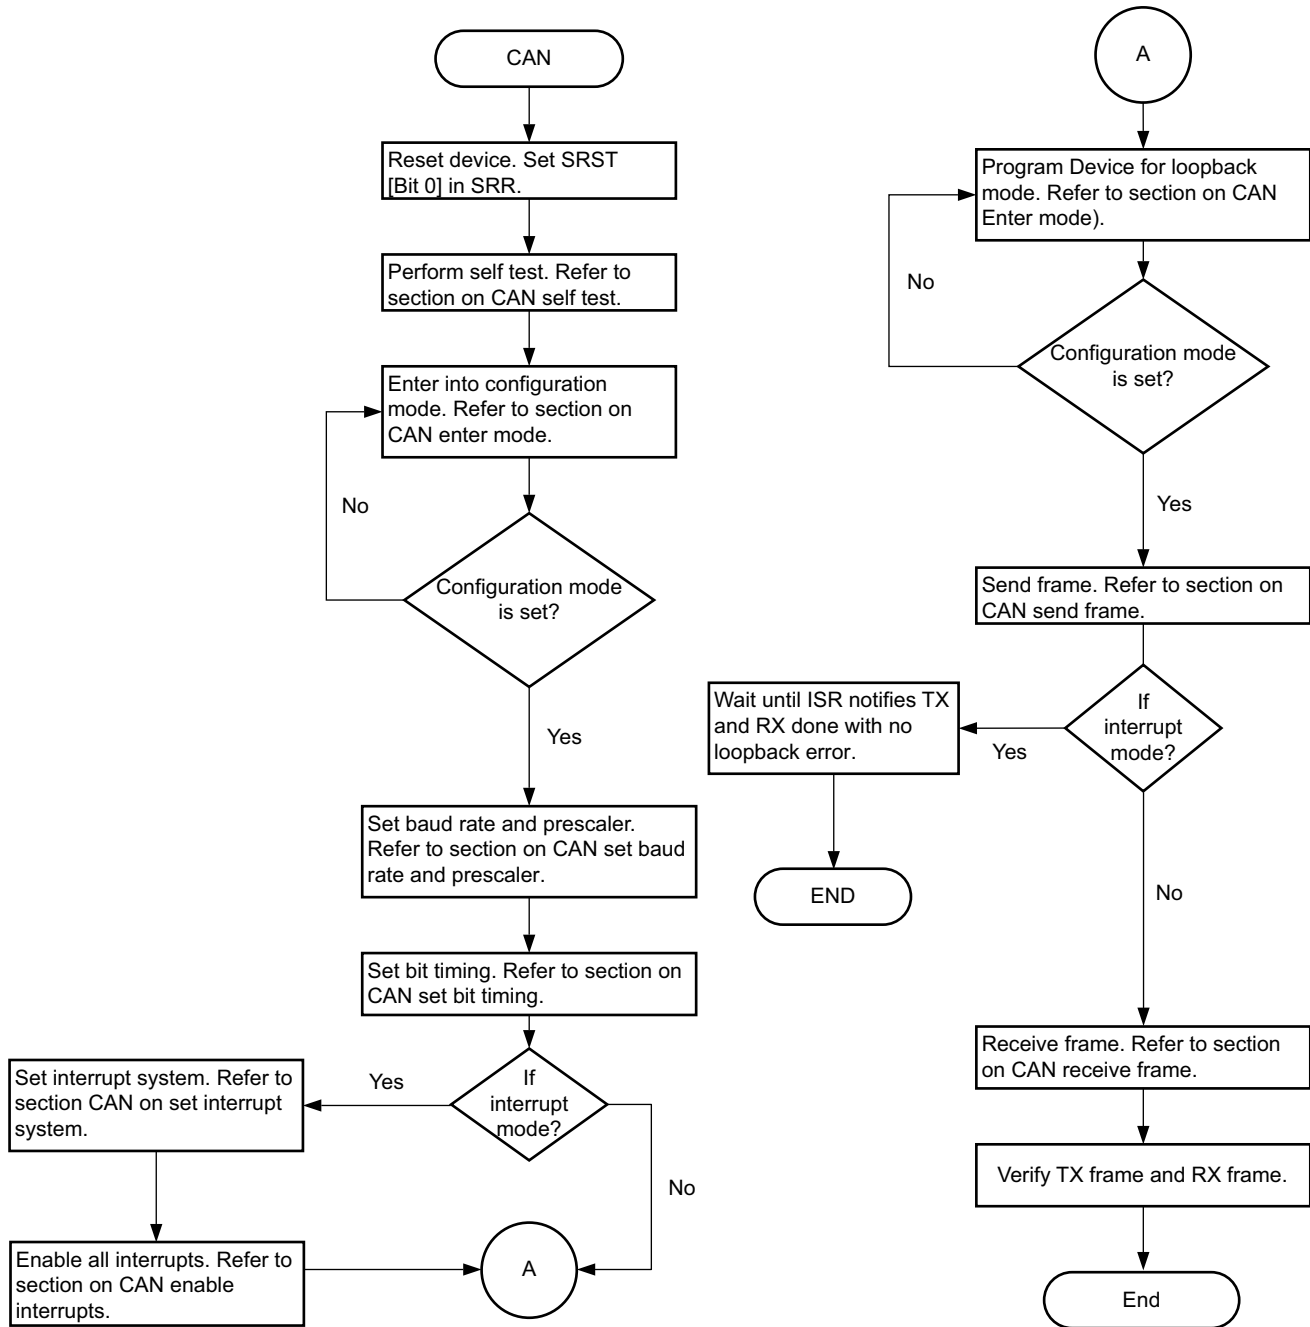 CAN
Reset device. Set SRST
[Bit 0] in SRR.
Perform self test. Refer to
section on CAN self test.
Enter into configuration
mode. Refer to section on
CAN enter mode.
No
Configuration mode
is set?
Yes
Set baud rate and prescaler.
Refer to section on CAN set baud
rate and prescaler.
Set bit timing. Refer to section on
CAN set bit timing.
If
interrupt
mode?
Yes
Set interrupt system. Refer to
section CAN on set interrupt
system.
No
Enable all interrupts. Refer to
section on CAN enable
interrupts.
A
A
Program Device for loopback
mode. Refer to section on CAN
Enter mode).
No
Configuration mode
is set?
Yes
Send frame. Refer to section on
CAN send frame.
If
interrupt
mode?
Yes
Wait until ISR notifies TX
and RX done with no
loopback error.
END
No
Receive frame. Refer to section
on CAN receive frame.
Verify TX frame and RX frame.
End